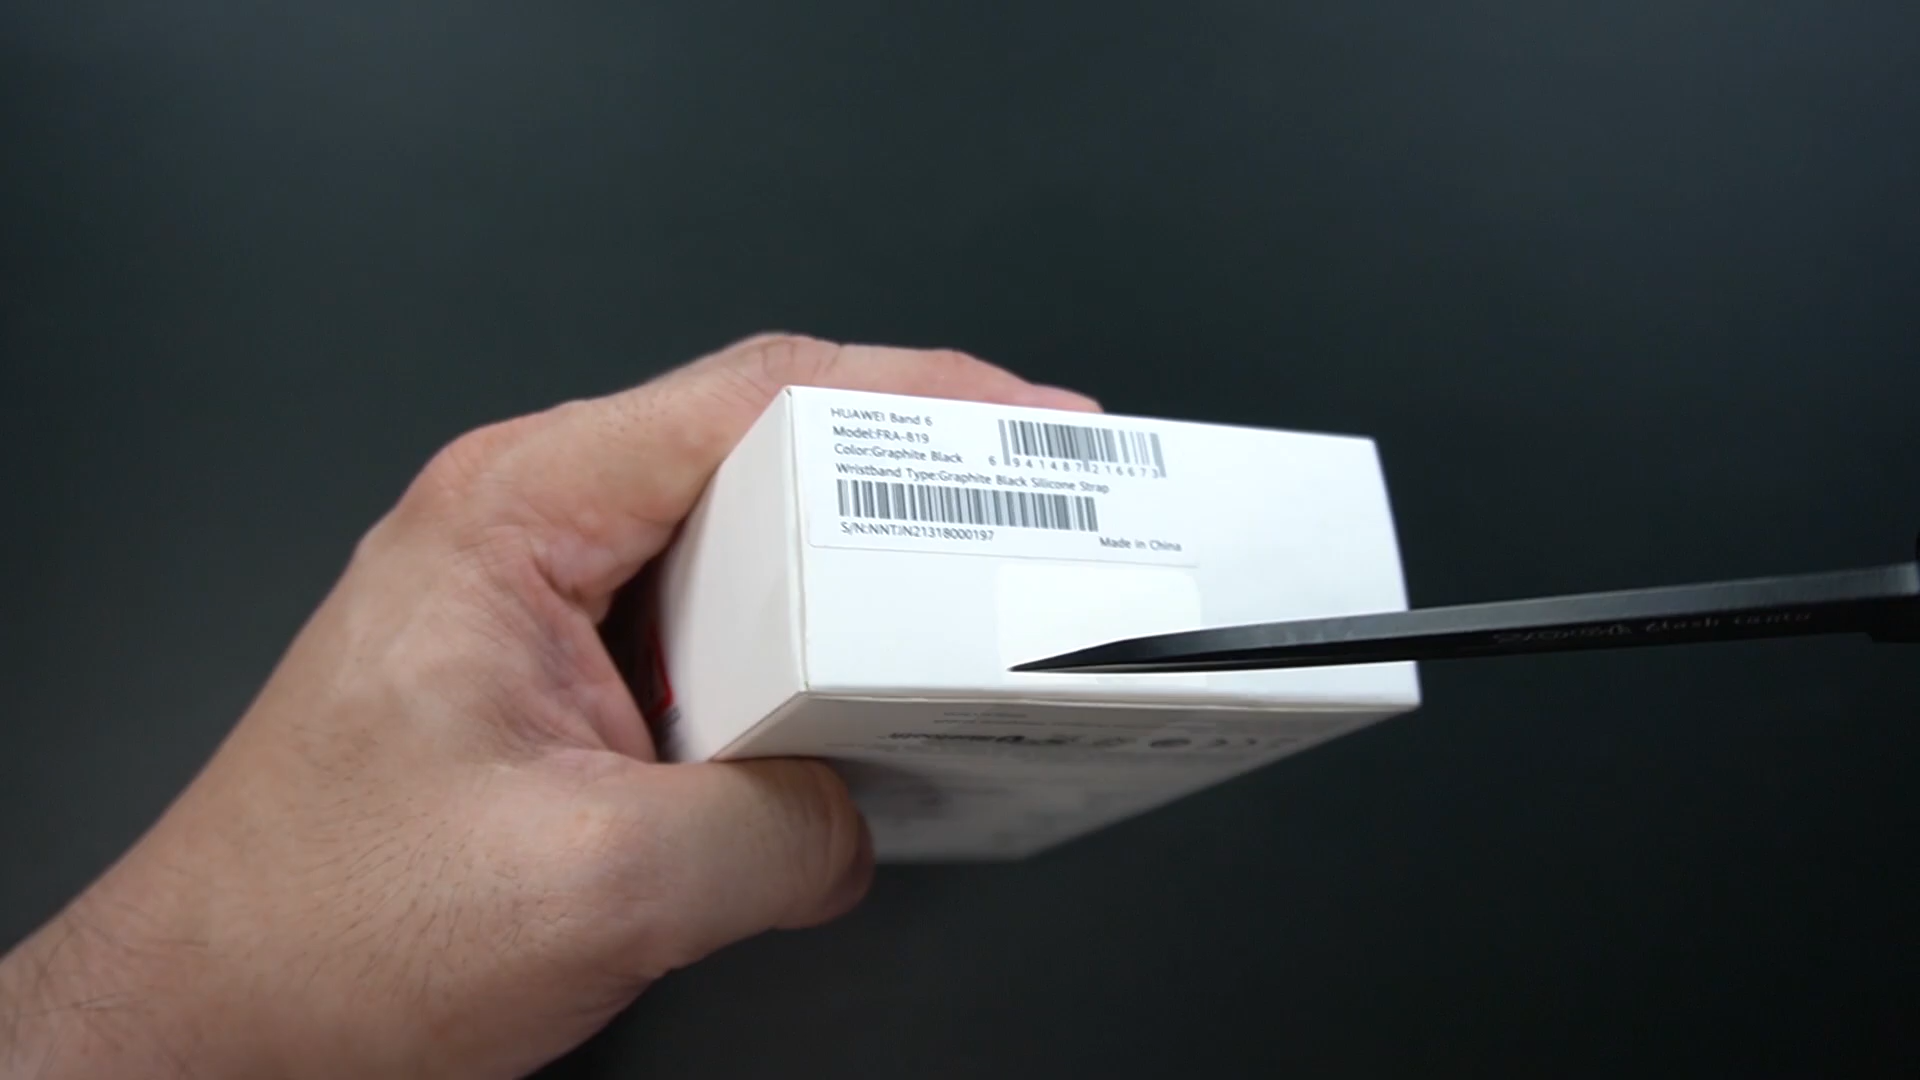 HUAWEI Band 6
Model:FRA-B19
Color:Graphite Black
6 941487 216673
Wristband Type:Graphite Black Silicone Strap
S/N:NNTJN21318000197
Made in China